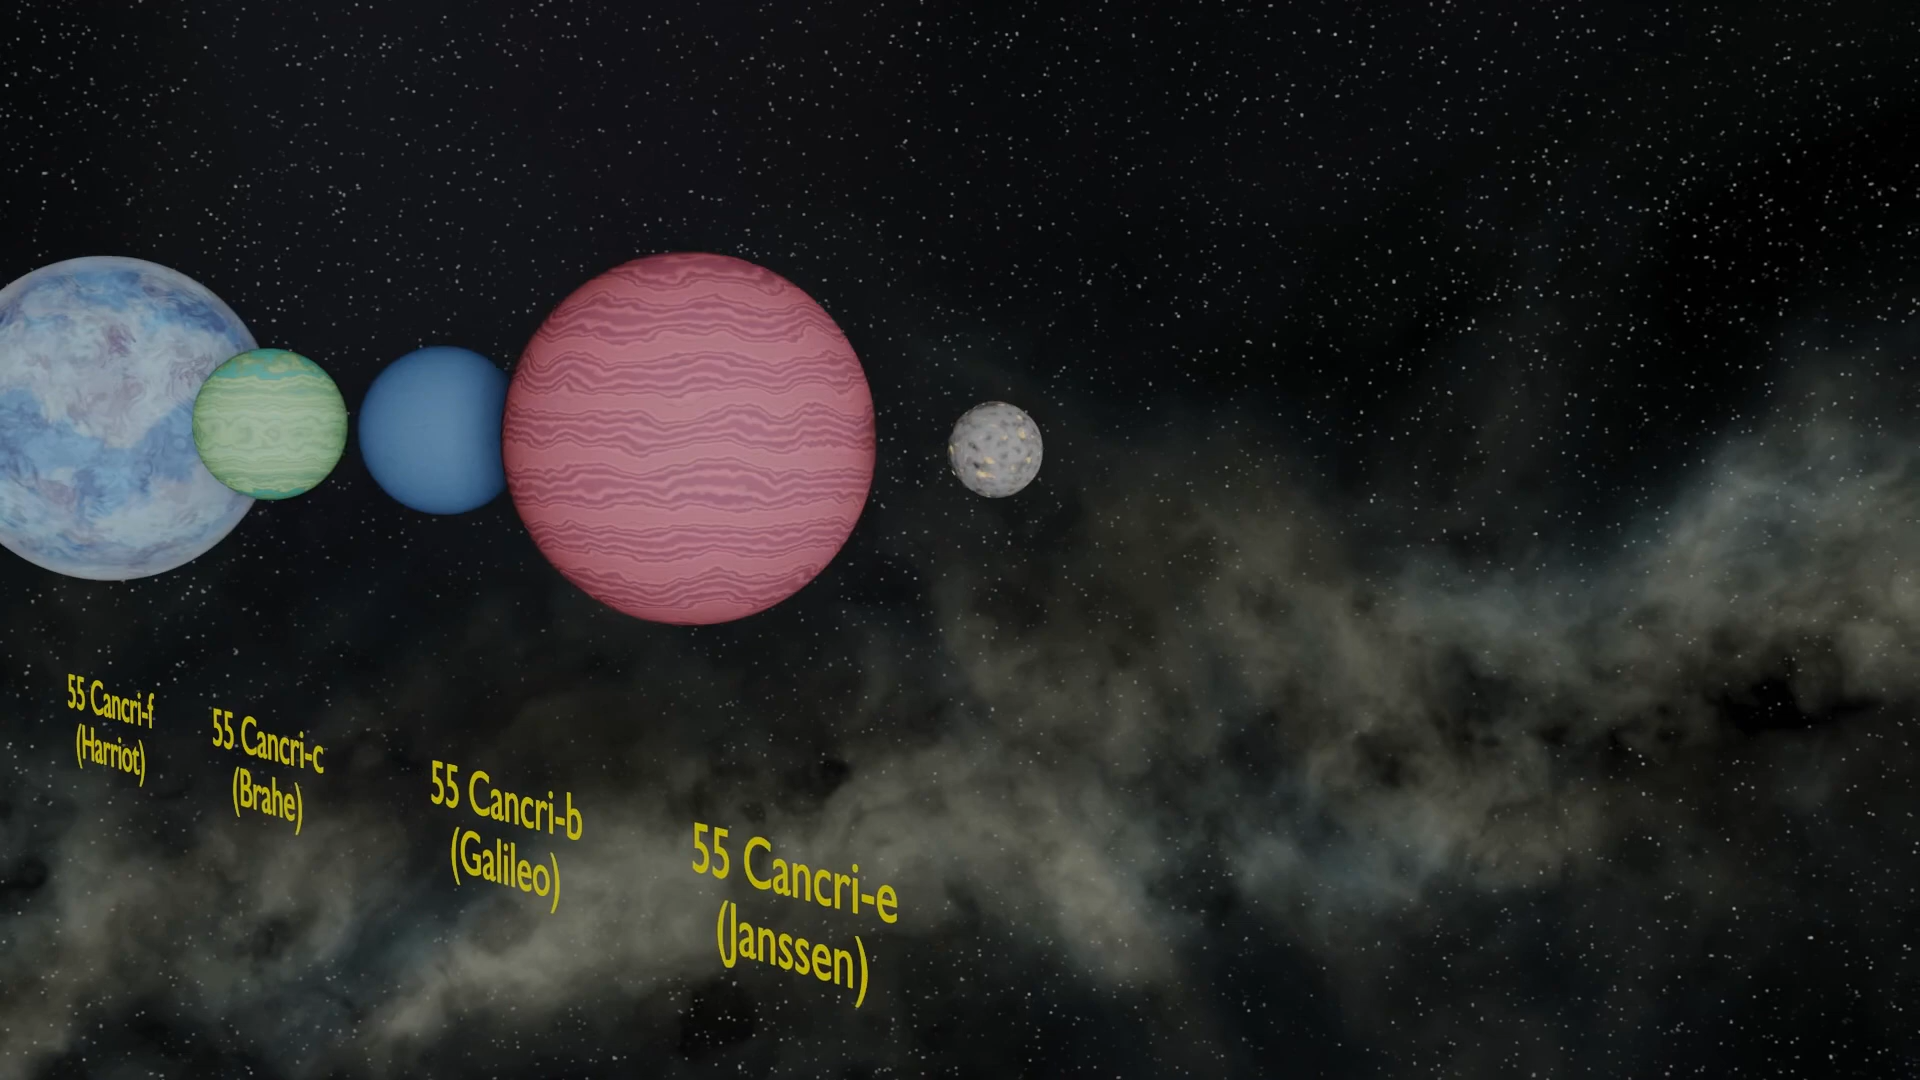 55 Cancri-f
(Harriot)
55 Cancri-c
(Brahe)
55 Cancri-b
(Galileo)
55 Cancri-e
(Janssen)